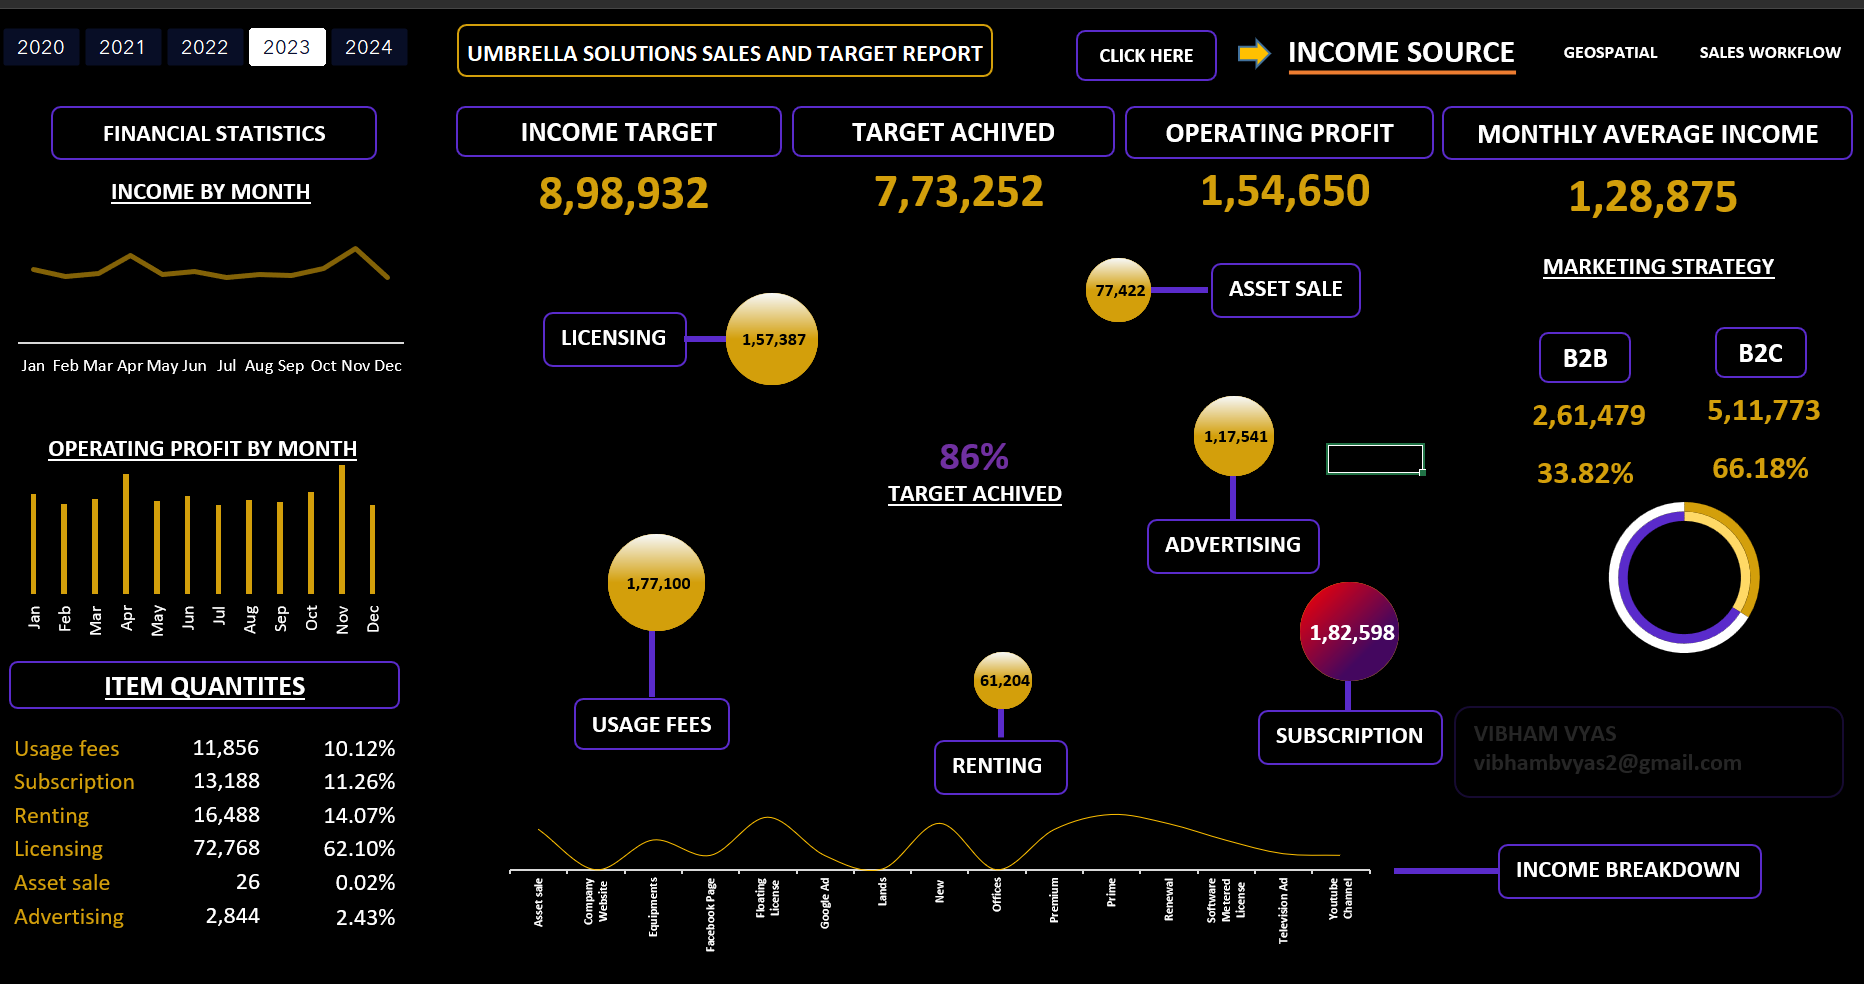 2020 2021 2022 2023 2024
UMBRELLA SOLUTIONS SALES AND TARGET REPORT
CLICK HERE
INCOME SOURCE
GEOSPATIAL
SALES WORKFLOW
FINANCIAL STATISTICS
INCOME BY MONTH
Jan Feb Mar Apr May Jun Jul Aug Sep Oct Nov Dec
OPERATING PROFIT BY MONTH
Jan Feb Mar Apr May Jun Jul Aug Sep Oct Nov Dec
ITEM QUANTITES
Usage fees 11,856 10.12%
Subscription 13,188 11.26%
Renting 16,488 14.07%
Licensing 72,768 62.10%
Asset sale 26 0.02%
Advertising 2,844 2.43%
INCOME TARGET
8,98,932
TARGET ACHIVED
7,73,252
OPERATING PROFIT
1,54,650
MONTHLY AVERAGE INCOME
1,28,875
LICENSING
1,57,387
77,422
ASSET SALE
86%
TARGET ACHIVED
1,17,541
ADVERTISING
1,77,100
USAGE FEES
61,204
RENTING
1,82,598
SUBSCRIPTION
MARKETING STRATEGY
B2B
2,61,479
33.82%
B2C
5,11,773
66.18%
VIBHAM VYAS
vibhambvyas2@gmail.com
Asset sale
Company
Website
Equipments
Facebook Page
Floating
License
Google Ad
Lands
New
Offices
Premium
Prime
Renewal
Software
Metered
License
Television Ad
Youtube
Channel
INCOME BREAKDOWN